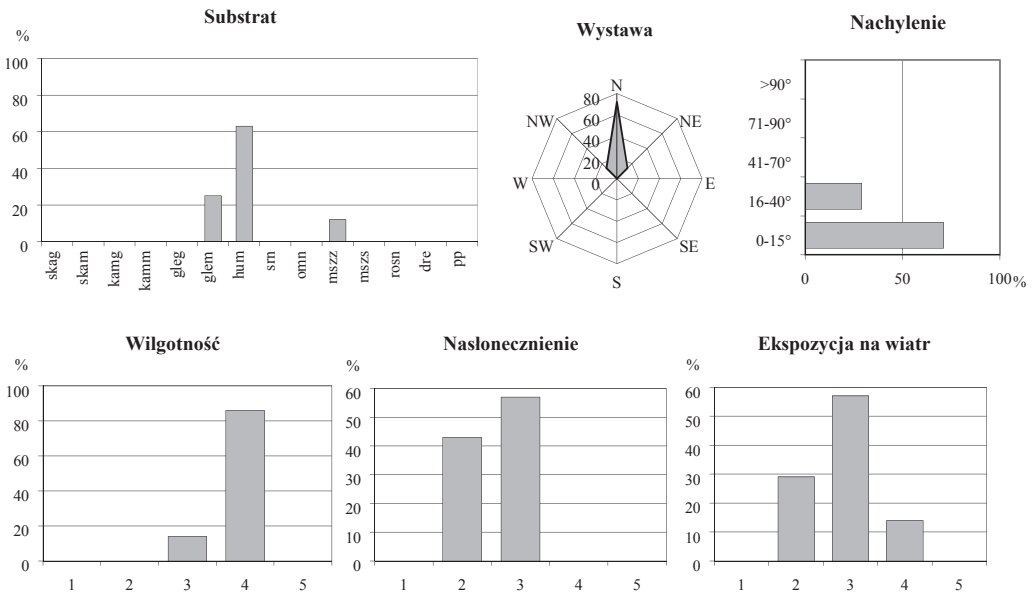 Substrat
%
100
80
60
40
20
0
skag
skam
kamg
kamm
gleg
glem
hum
srn
omn
mszz
mszs
rosn
dre
pp
Wystawa
N
NE
E
SE
S
SW
W
NW
80
60
40
20
0
Nachylenie
>90°
71-90°
41-70°
16-40°
0-15°
0 50 100%
Wilgotność
%
100
80
60
40
20
0
1 2 3 4 5
Nasłonecznienie
%
60
50
40
30
20
10
0
1 2 3 4 5
Ekspozycja na wiatr
%
60
50
40
30
20
10
0
1 2 3 4 5